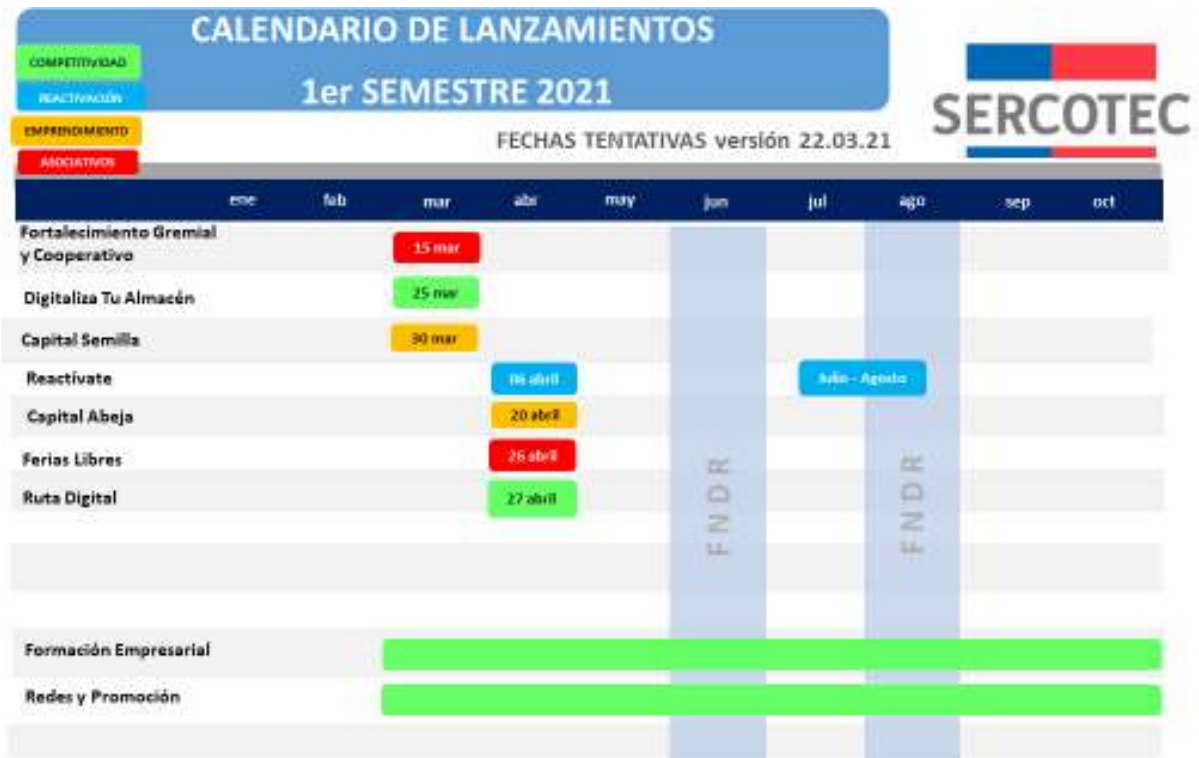 CALENDARIO DE LANZAMIENTOS
1er SEMESTRE 2021
COMPETITIVIDAD
REACTIVACIÓN
EMPRENDIMIENTO
ASOCIATIVOS
FECHAS TENTATIVAS versión 22.03.21
SERCOTEC
ene feb mar abr may jun jul ago sep oct
Fortalecimiento Gremial
y Cooperativo
15 mar
Digitaliza Tu Almacén
25 mar
Capital Semilla
30 mar
Reactívate
06 abril
Julio - Agosto
Capital Abeja
20 abril
Ferias Libres
26 abril
Ruta Digital
27 abril
FNDR
FNDR
Formación Empresarial
Redes y Promoción